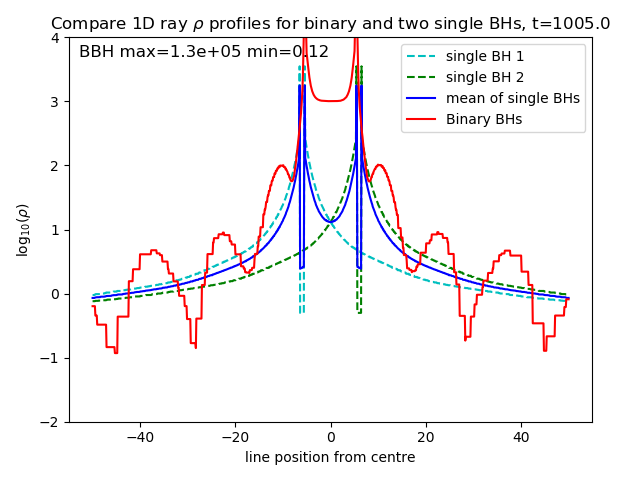 Compare 1D ray ρ profiles for binary and two single BHs, t=1005.0
BBH max=1.3e+05 min=0.12
single BH 1
single BH 2
mean of single BHs
Binary BHs
log₁₀(ρ)
4
3
2
1
0
−1
−2
−40 −20 0 20 40
line position from centre